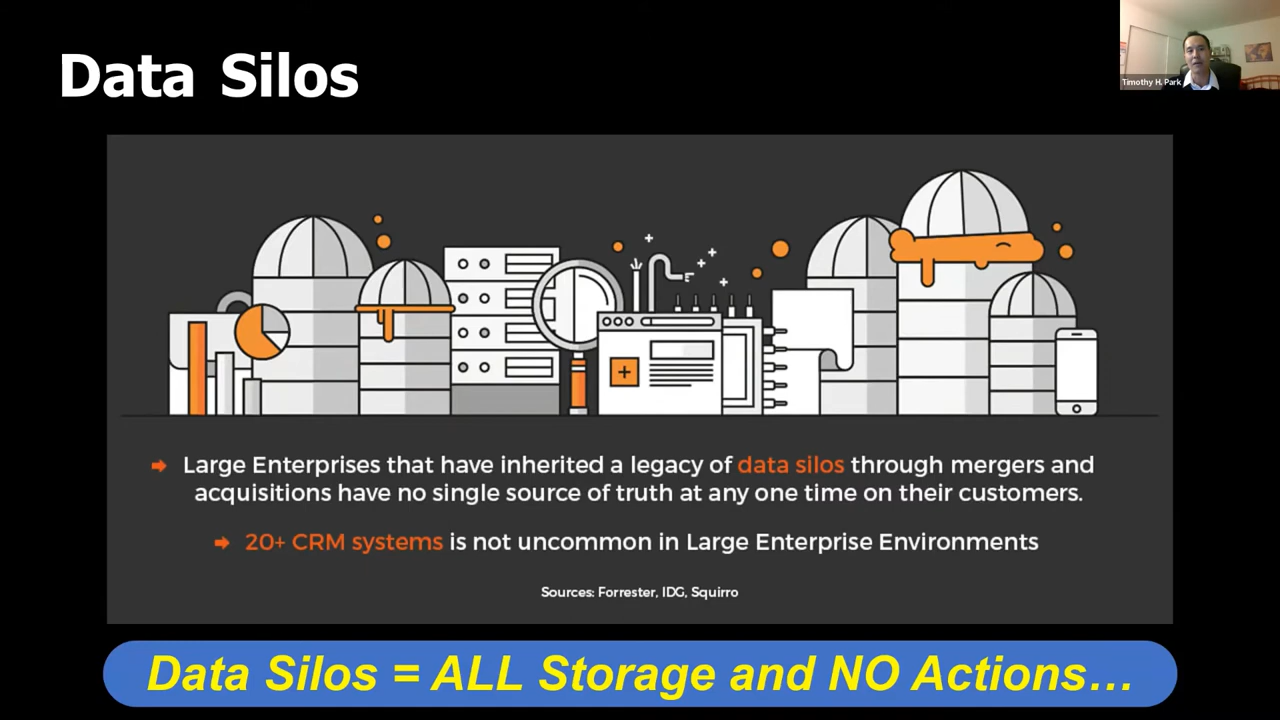 Data Silos
Timothy H. Park
Large Enterprises that have inherited a legacy of data silos through mergers and
acquisitions have no single source of truth at any one time on their customers.
20+ CRM systems is not uncommon in Large Enterprise Environments
Sources: Forrester, IDG, Squirro
Data Silos = ALL Storage and NO Actions...